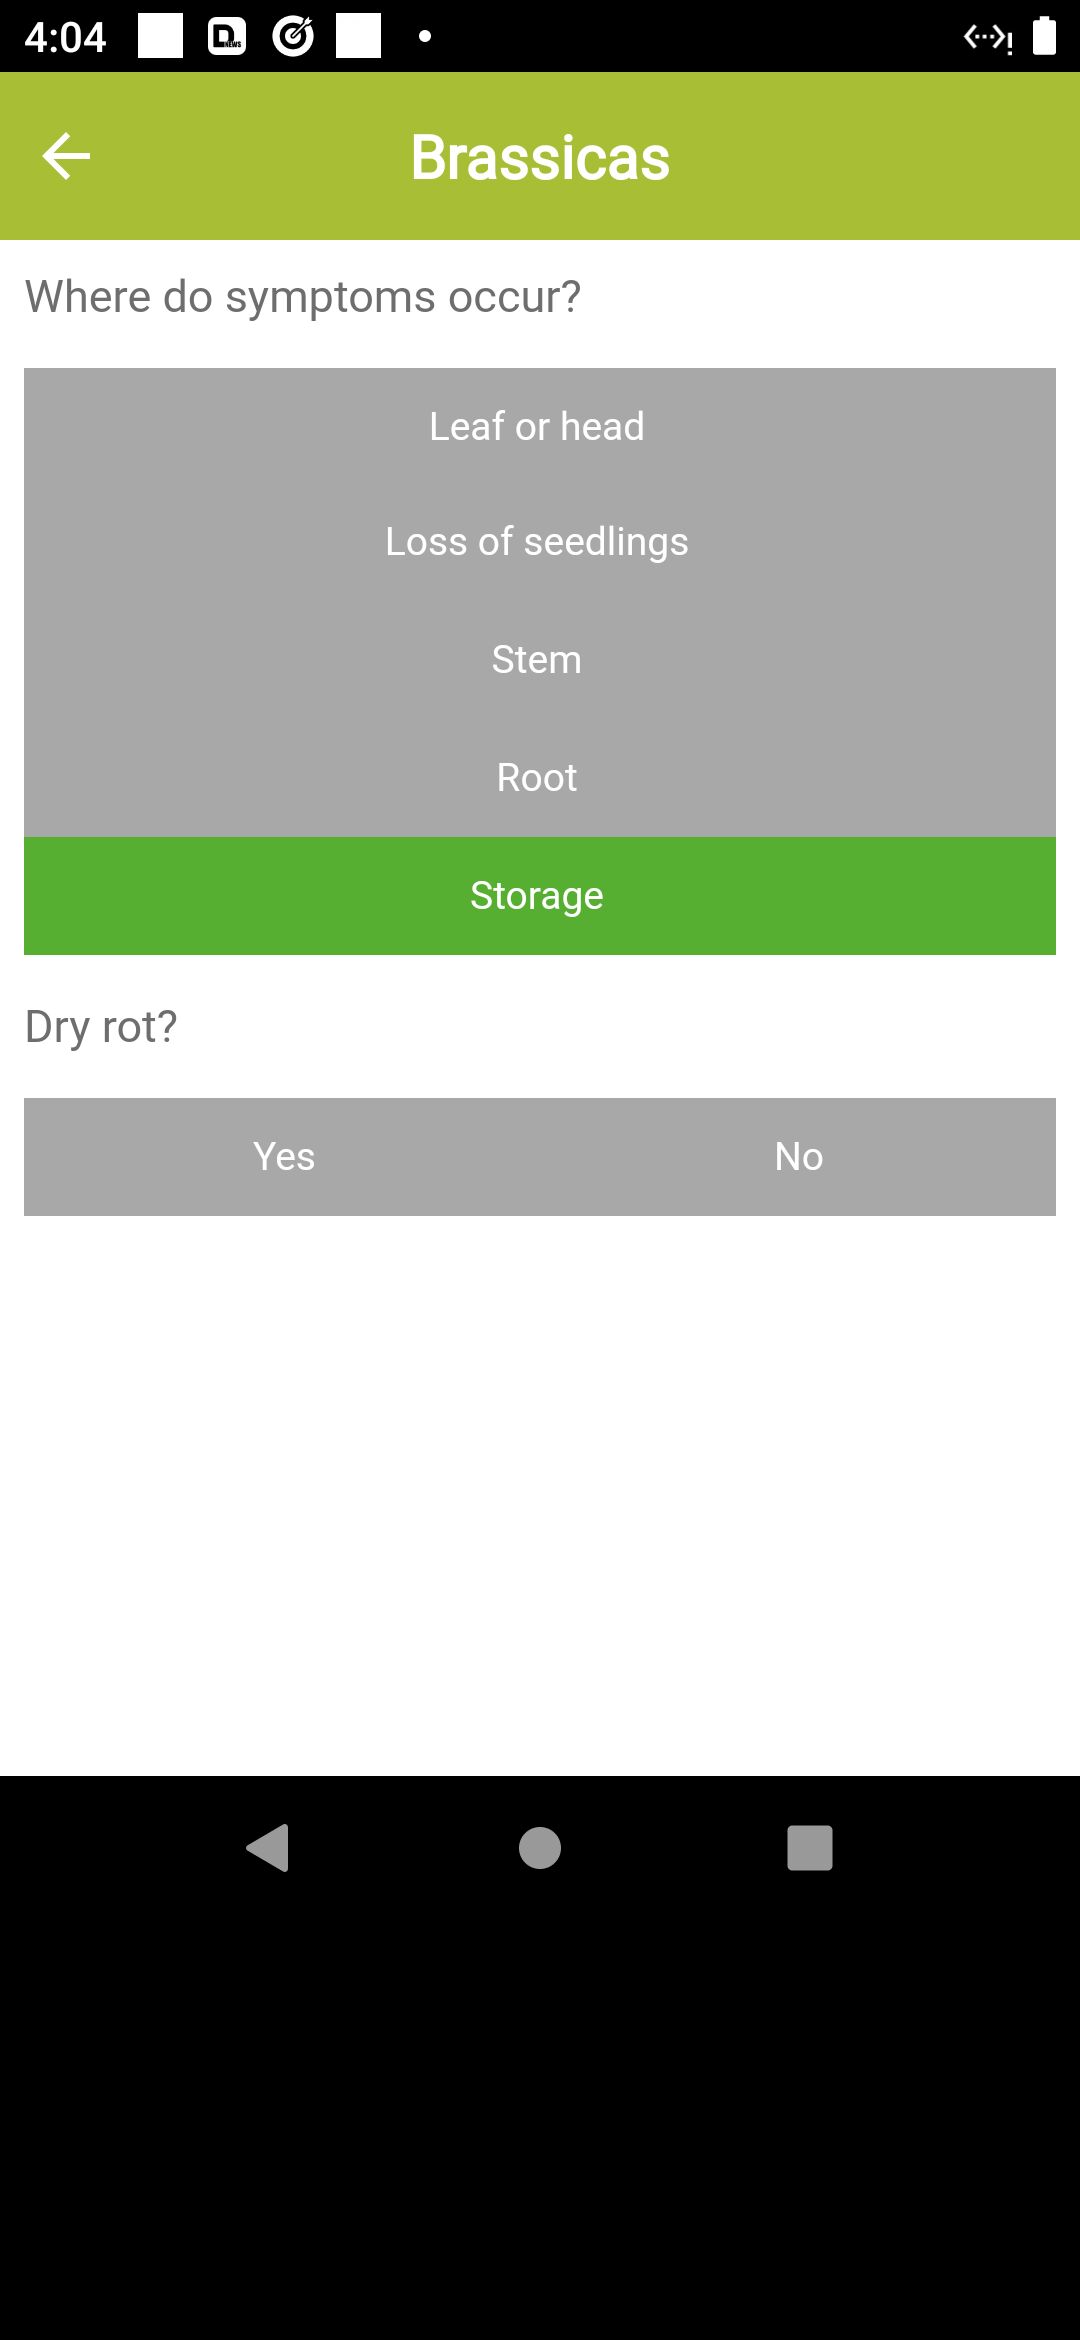 4:04
D NEWS
Brassicas
Where do symptoms occur?
Leaf or head
Loss of seedlings
Stem
Root
Storage
Dry rot?
Yes No